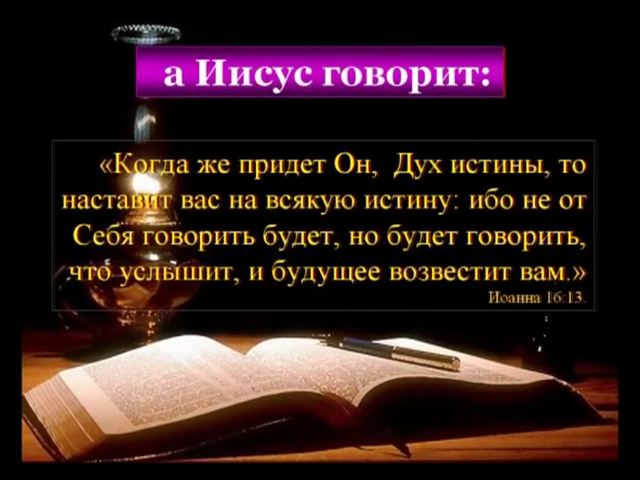 а Иисус говорит:
«Когда же придет Он, Дух истины, то
наставит вас на всякую истину: ибо не от
Себя говорить будет, но будет говорить,
что услышит, и будущее возвестит вам.»
Иоанна 16:13.